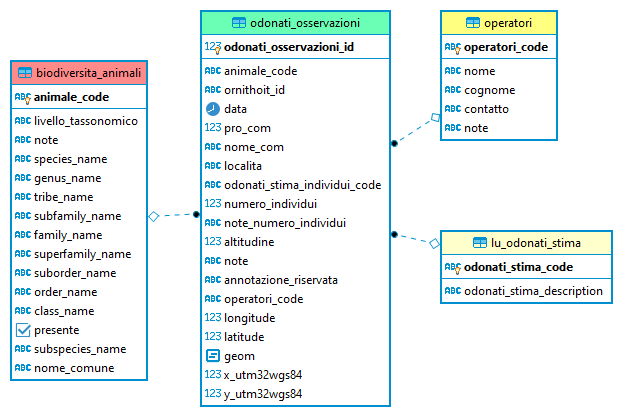 biodiversita_animali
ABC animale_code
ABC livello_tassonomico
ABC note
ABC species_name
ABC genus_name
ABC tribe_name
ABC subfamily_name
ABC family_name
ABC superfamily_name
ABC suborder_name
ABC order_name
ABC class_name
presente
ABC subspecies_name
ABC nome_comune
odonati_osservazioni
123 odonati_osservazioni_id
ABC animale_code
ABC ornithoit_id
data
123 pro_com
ABC nome_com
ABC localita
ABC odonati_stima_individui_code
123 numero_individui
ABC note_numero_individui
123 altitudine
ABC note
ABC annotazione_riservata
ABC operatori_code
123 longitude
123 latitude
geom
123 x_utm32wgs84
123 y_utm32wgs84
operatori
ABC operatori_code
ABC nome
ABC cognome
ABC contatto
ABC note
lu_odonati_stima
ABC odonati_stima_code
ABC odonati_stima_description